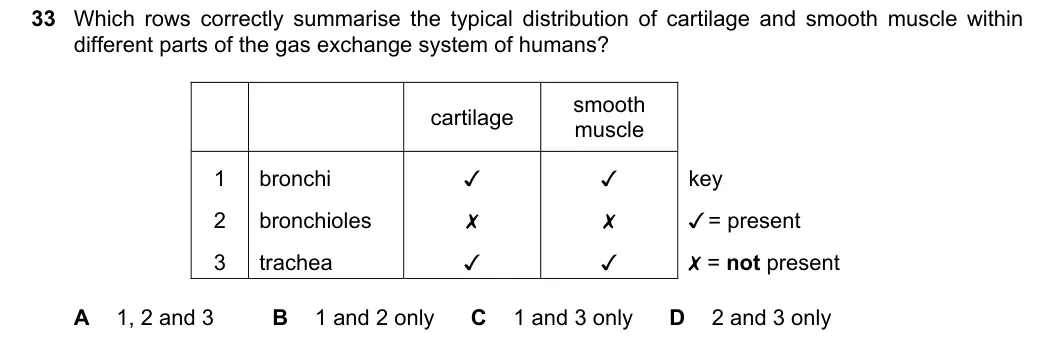 33 Which rows correctly summarise the typical distribution of cartilage and smooth muscle within
different parts of the gas exchange system of humans?
cartilage smooth
muscle
1 bronchi ✓ ✓ key
2 bronchioles ✗ ✗ ✓ = present
3 trachea ✓ ✓ ✗ = not present
A 1, 2 and 3 B 1 and 2 only C 1 and 3 only D 2 and 3 only